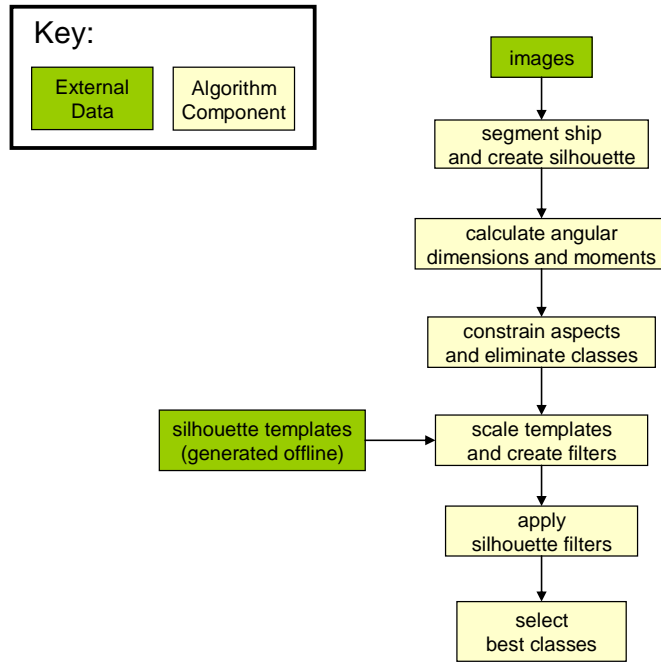 Key:
External
Data
Algorithm
Component
images
segment ship
and create silhouette
calculate angular
dimensions and moments
constrain aspects
and eliminate classes
silhouette templates
(generated offline)
scale templates
and create filters
apply
silhouette filters
select
best classes